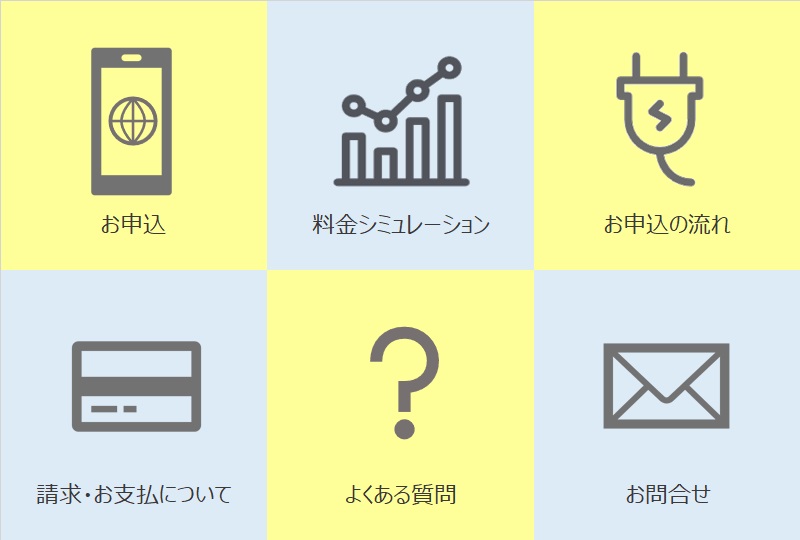 お申込
料金シミュレーション
お申込の流れ
請求・お支払について
よくある質問
お問合せ